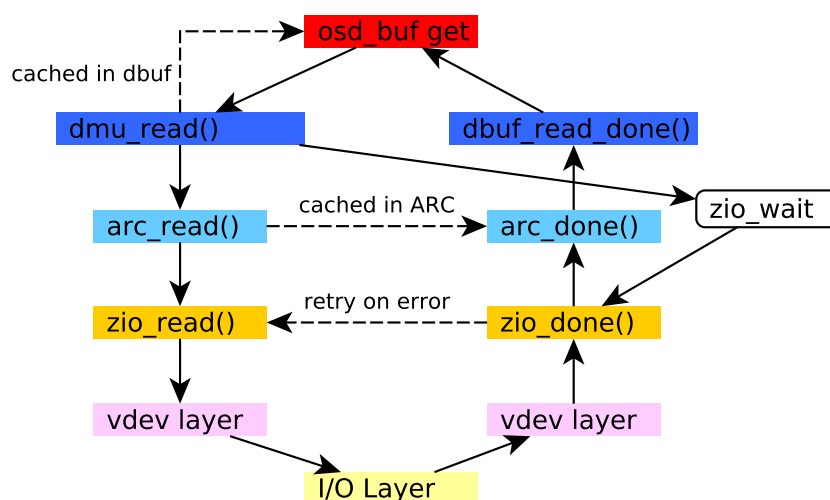 osd_buf get
cached in dbuf
dmu_read()
dbuf_read_done()
cached in ARC
zio_wait
arc_read()
arc_done()
retry on error
zio_read()
zio_done()
vdev layer
vdev layer
I/O Layer